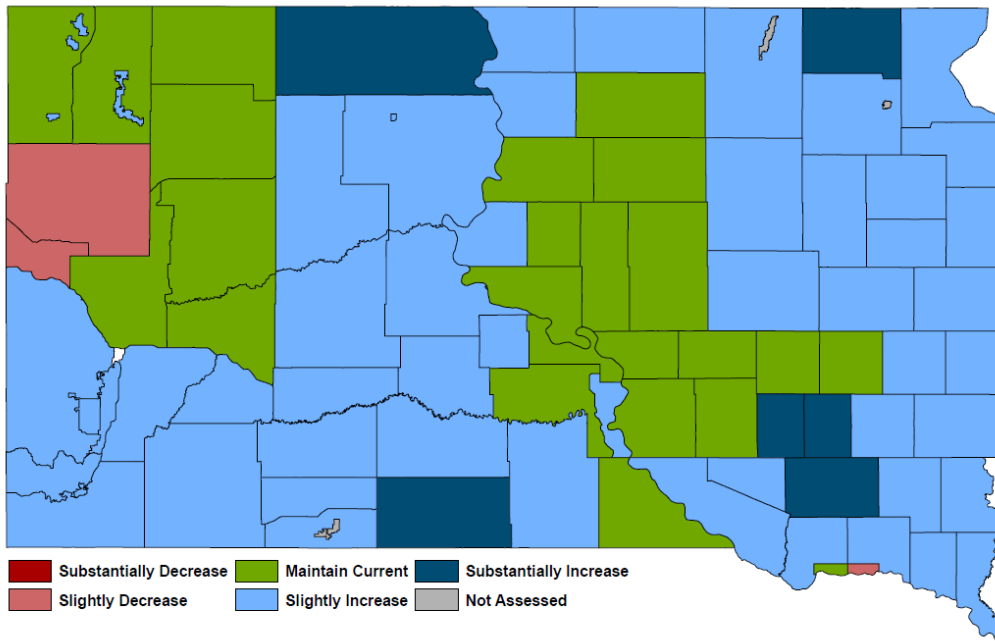 Substantially Decrease Maintain Current Substantially Increase
Slightly Decrease Slightly Increase Not Assessed